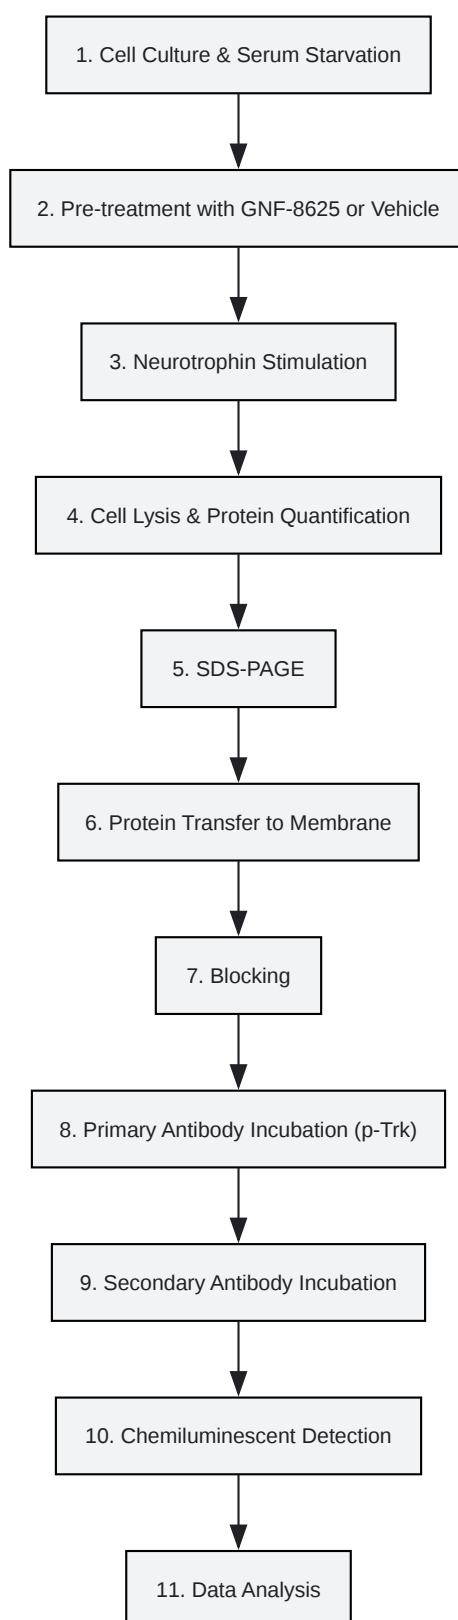 1. Cell Culture & Serum Starvation
2. Pre-treatment with GNF-8625 or Vehicle
3. Neurotrophin Stimulation
4. Cell Lysis & Protein Quantification
5. SDS-PAGE
6. Protein Transfer to Membrane
7. Blocking
8. Primary Antibody Incubation (p-Trk)
9. Secondary Antibody Incubation
10. Chemiluminescent Detection
11. Data Analysis